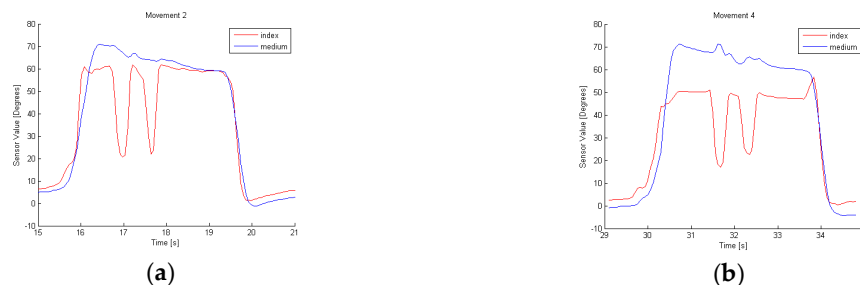 Movement 2
80
70
60
50
40
30
20
10
0
-10
Sensor Value [Degrees]
index
medium
15 16 17 18 19 20 21
Time [s]
(a)
Movement 4
80
70
60
50
40
30
20
10
0
-10
Sensor Value [Degrees]
index
medium
29 30 31 32 33 34
Time [s]
(b)